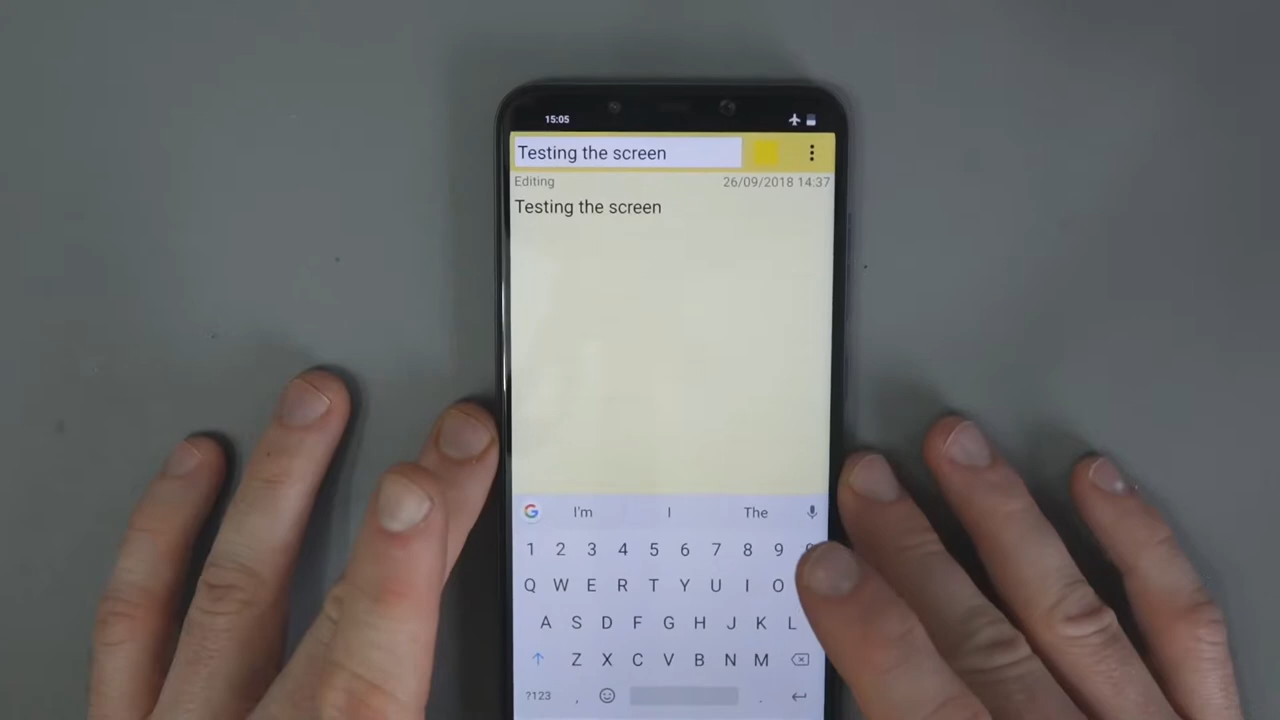 15:05
Testing the screen
Editing 26/09/2018 14:37
Testing the screen
G I'm I The
1 2 3 4 5 6 7 8 9
Q W E R T Y U I O
A S D F G H J K L
Z X C V B N M
?123 , .